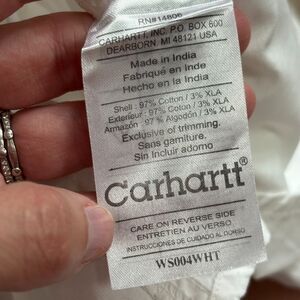 RN#14806
CARHARTT, INC. P.O. BOX 600
DEARBORN MI 48121 USA
Made in India
Fabriqué en Inde
Hecho en la India
Shell : 97% Cotton / 3% XLA
Exterieur : 97% Coton / 3% XLA
Armazón : 97 % Algodón / 3% XLA
Exclusive of trimming.
Sans garniture.
Sin Incluir adorno
Carhartt
CARE ON REVERSE SIDE
ENTRETIEN AU VERSO
INSTRUCCIONES DE CUIDADO AL DORSO
WS004WHT